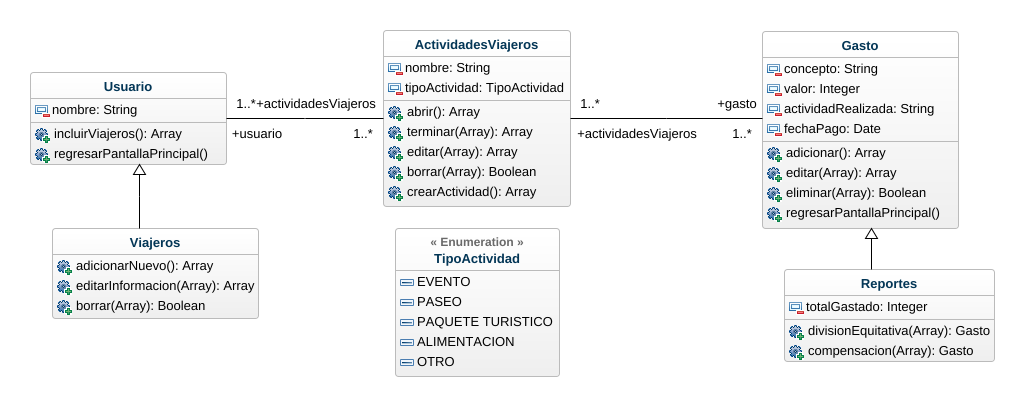 Usuario
nombre: String
incluirViajeros(): Array
regresarPantallaPrincipal()
1..*
+actividadesViajeros
+usuario
1..*
ActividadesViajeros
nombre: String
tipoActividad: TipoActividad
abrir(): Array
terminar(Array): Array
editar(Array): Array
borrar(Array): Boolean
crearActividad(): Array
1..*
+gasto
+actividadesViajeros
1..*
Gasto
concepto: String
valor: Integer
actividadRealizada: String
fechaPago: Date
adicionar(): Array
editar(Array): Array
eliminar(Array): Boolean
regresarPantallaPrincipal()
Viajeros
adicionarNuevo(): Array
editarInformacion(Array): Array
borrar(Array): Boolean
« Enumeration »
TipoActividad
EVENTO
PASEO
PAQUETE TURISTICO
ALIMENTACION
OTRO
Reportes
totalGastado: Integer
divisionEquitativa(Array): Gasto
compensacion(Array): Gasto